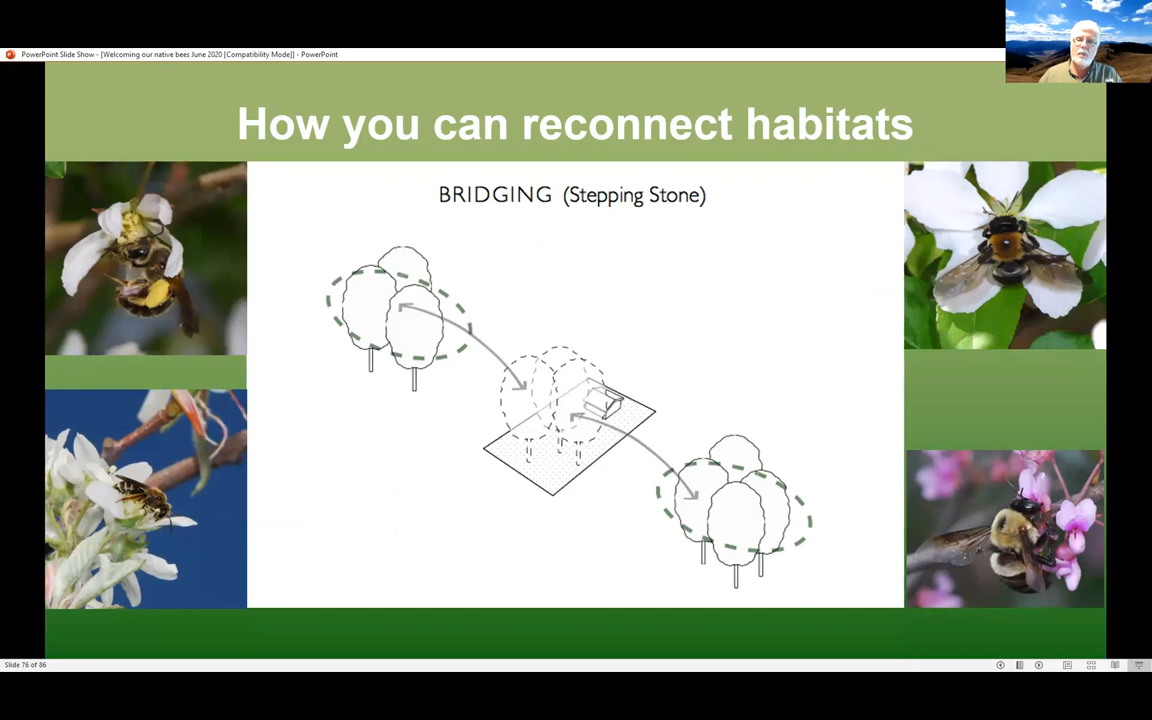 PowerPoint Slide Show - [Welcoming our native bees June 2020 [Compatibility Mode]] - PowerPoint
How you can reconnect habitats
BRIDGING (Stepping Stone)
Slide 76 of 86